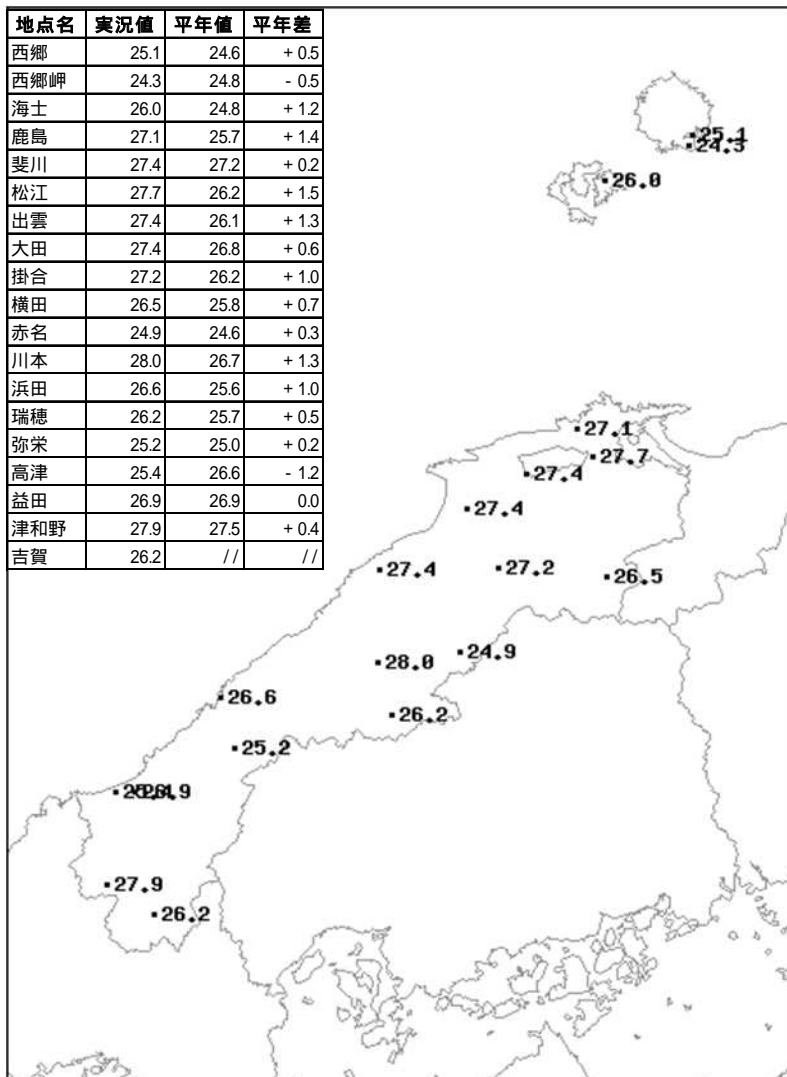 地点名 実況値 平年値 平年差
西郷 25.1 24.6 + 0.5
西郷岬 24.3 24.8 - 0.5
海士 26.0 24.8 + 1.2
鹿島 27.1 25.7 + 1.4
斐川 27.4 27.2 + 0.2
松江 27.7 26.2 + 1.5
出雲 27.4 26.1 + 1.3
大田 27.4 26.8 + 0.6
掛合 27.2 26.2 + 1.0
横田 26.5 25.8 + 0.7
赤名 24.9 24.6 + 0.3
川本 28.0 26.7 + 1.3
浜田 26.6 25.6 + 1.0
瑞穂 26.2 25.7 + 0.5
弥栄 25.2 25.0 + 0.2
高津 25.4 26.6 - 1.2
益田 26.9 26.9 0.0
津和野 27.9 27.5 + 0.4
吉賀 26.2 // //
25.1
24.3
26.0
27.1
27.7
27.4
27.4
27.4
27.2
26.5
24.9
28.0
26.6
26.2
25.2
25.4 26.9
27.9
26.2